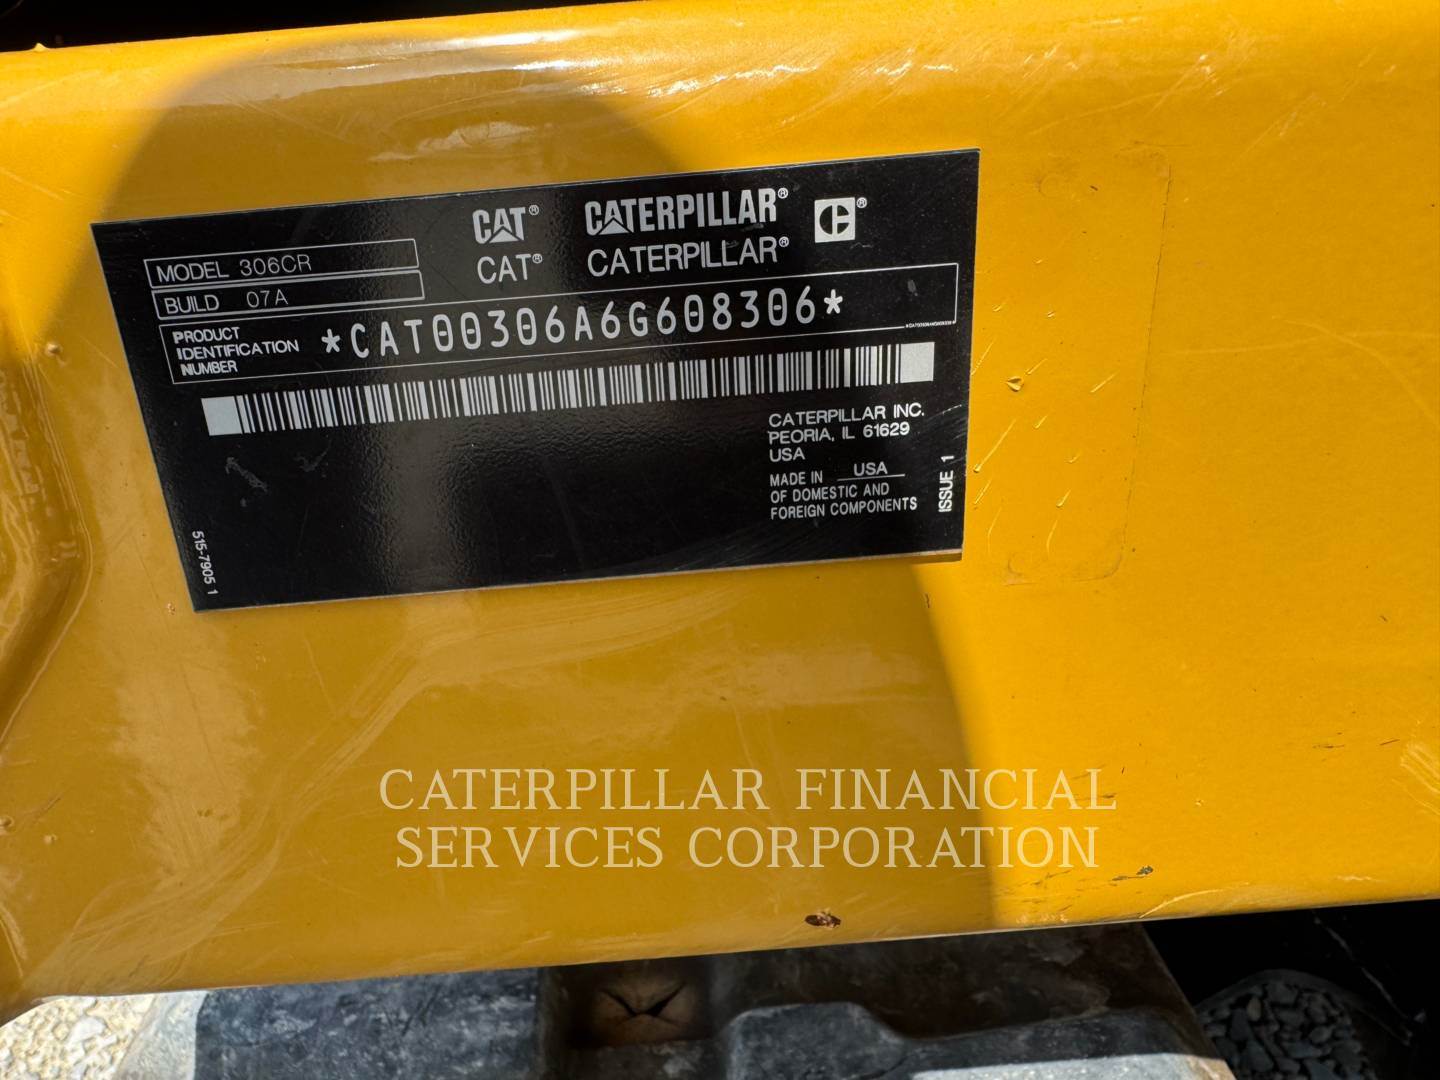 CAT® CATERPILLAR®
CAT® CATERPILLAR®
MODEL 306CR
BUILD 07A
PRODUCT
IDENTIFICATION
NUMBER
*CAT00306A6G608306*
CATERPILLAR INC.
PEORIA, IL 61629
USA
MADE IN USA
OF DOMESTIC AND
FOREIGN COMPONENTS
ISSUE 1
515-7905 1
CATERPILLAR FINANCIAL
SERVICES CORPORATION